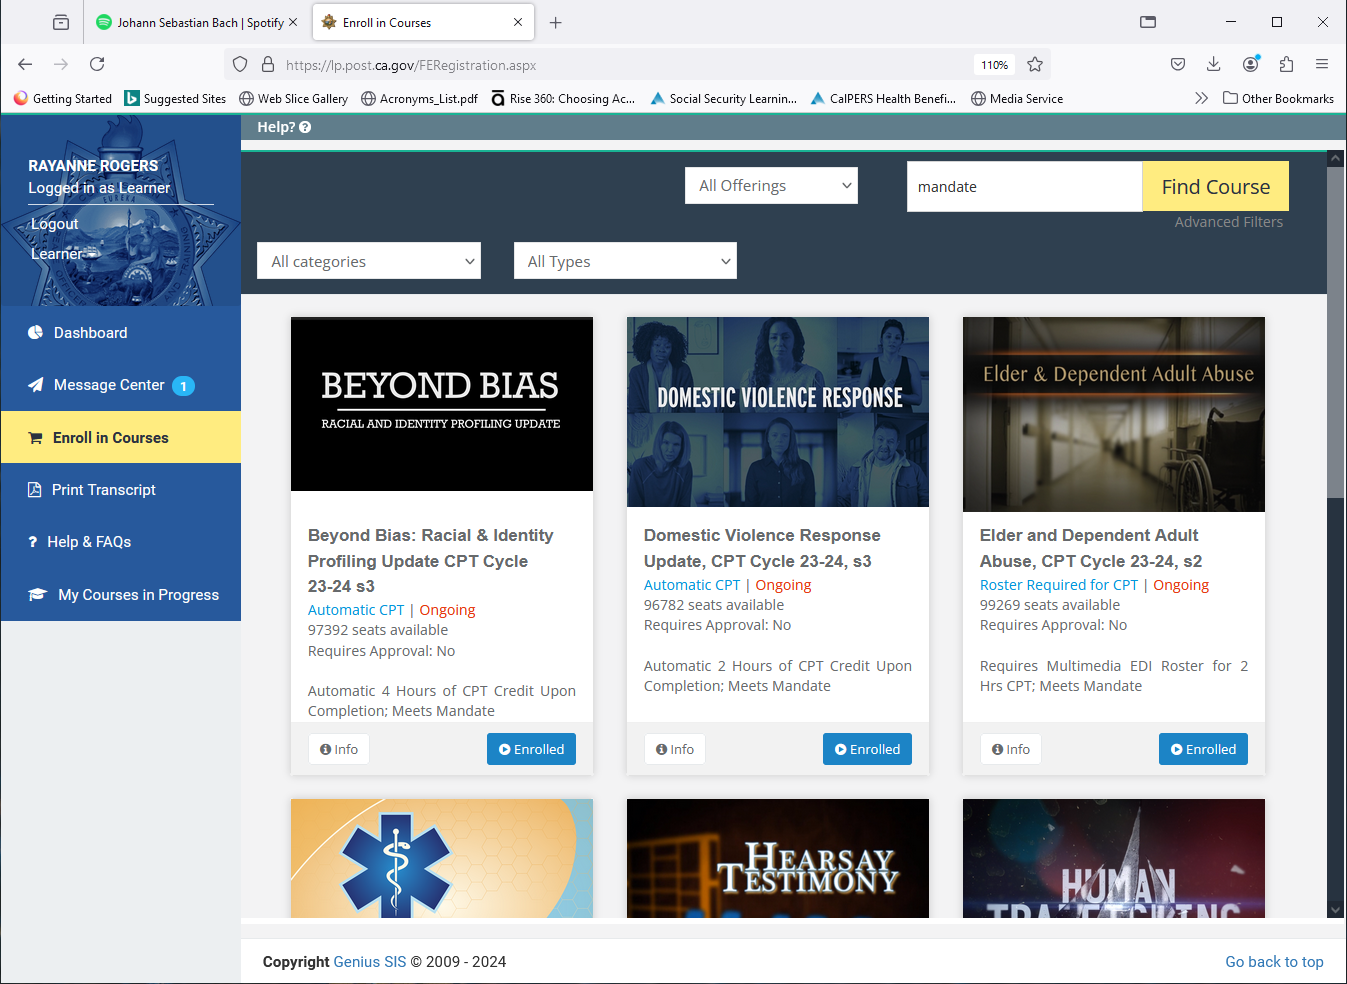 Johann Sebastian Bach | Spotify
Enroll in Courses
https://lp.post.ca.gov/FERegistration.aspx
110%
Getting Started
Suggested Sites
Web Slice Gallery
Acronyms_List.pdf
Rise 360: Choosing Ac...
Social Security Learnin...
CalPERS Health Benefi...
Media Service
Other Bookmarks
Help?
RAYANNE ROGERS
Logged in as Learner
EUREKA
Logout
Learner
Dashboard
Message Center 1
Enroll in Courses
Print Transcript
Help & FAQs
My Courses in Progress
All Offerings
mandate
Find Course
Advanced Filters
All categories
All Types
BEYOND BIAS
RACIAL AND IDENTITY PROFILING UPDATE
Beyond Bias: Racial & Identity
Profiling Update CPT Cycle
23-24 s3
Automatic CPT | Ongoing
97392 seats available
Requires Approval: No
Automatic 4 Hours of CPT Credit Upon
Completion; Meets Mandate
Info
Enrolled
DOMESTIC VIOLENCE RESPONSE
Domestic Violence Response
Update, CPT Cycle 23-24, s3
Automatic CPT | Ongoing
96782 seats available
Requires Approval: No
Automatic 2 Hours of CPT Credit Upon
Completion; Meets Mandate
Info
Enrolled
Elder & Dependent Adult Abuse
Elder and Dependent Adult
Abuse, CPT Cycle 23-24, s2
Roster Required for CPT | Ongoing
99269 seats available
Requires Approval: No
Requires Multimedia EDI Roster for 2
Hrs CPT; Meets Mandate
Info
Enrolled
HEARSAY
TESTIMONY
HUMAN
TRAFFICKING
Copyright Genius SIS © 2009 - 2024
Go back to top